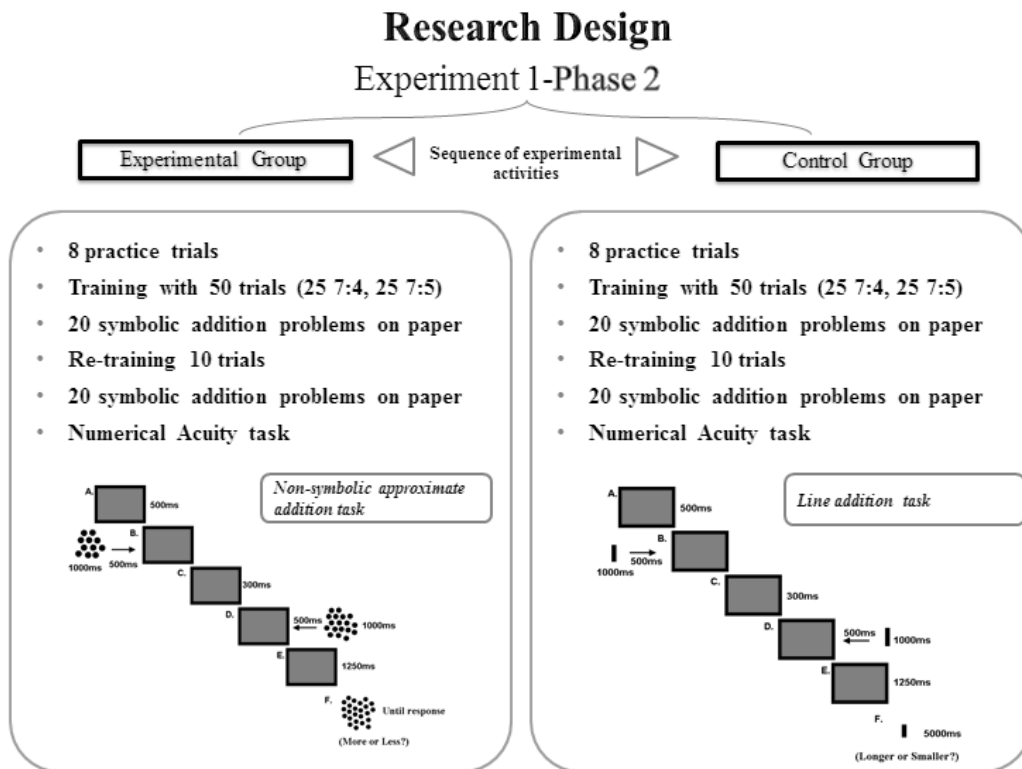 Research Design
Experiment 1-Phase 2
Experimental Group
Sequence of experimental
activities
Control Group
• 8 practice trials
• Training with 50 trials (25 7:4, 25 7:5)
• 20 symbolic addition problems on paper
• Re-training 10 trials
• 20 symbolic addition problems on paper
• Numerical Acuity task
Non-symbolic approximate
addition task
A.
500ms
B.
1000ms
500ms
C.
300ms
D.
500ms
1000ms
E.
1250ms
F.
Until response
(More or Less?)
• 8 practice trials
• Training with 50 trials (25 7:4, 25 7:5)
• 20 symbolic addition problems on paper
• Re-training 10 trials
• 20 symbolic addition problems on paper
• Numerical Acuity task
Line addition task
A.
500ms
B.
500ms
1000ms
C.
300ms
D.
500ms
1000ms
E.
1250ms
F.
5000ms
(Longer or Smaller?)